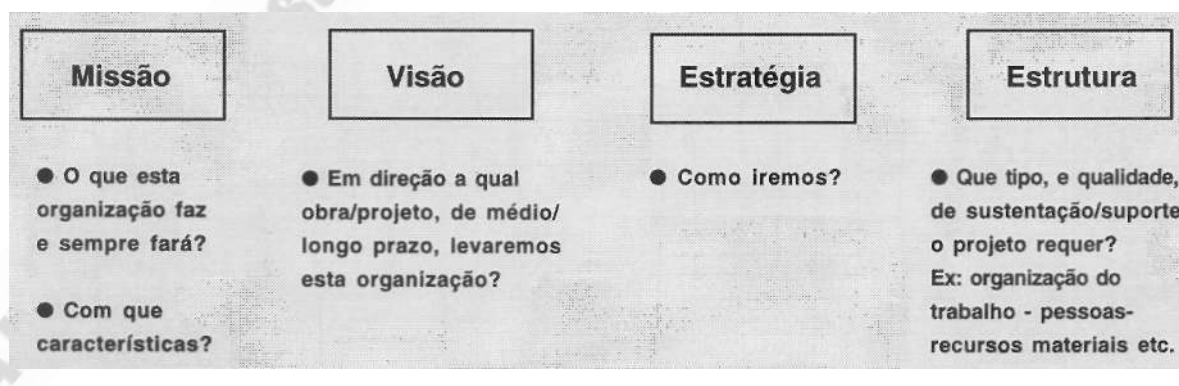 Missão
● O que esta
organização faz
e sempre fará?
● Com que
características?
Visão
● Em direção a qual
obra/projeto, de médio/
longo prazo, levaremos
esta organização?
Estratégia
● Como iremos?
Estrutura
● Que tipo, e qualidade,
de sustentação/suporte
o projeto requer?
Ex: organização do
trabalho - pessoas-
recursos materiais etc.